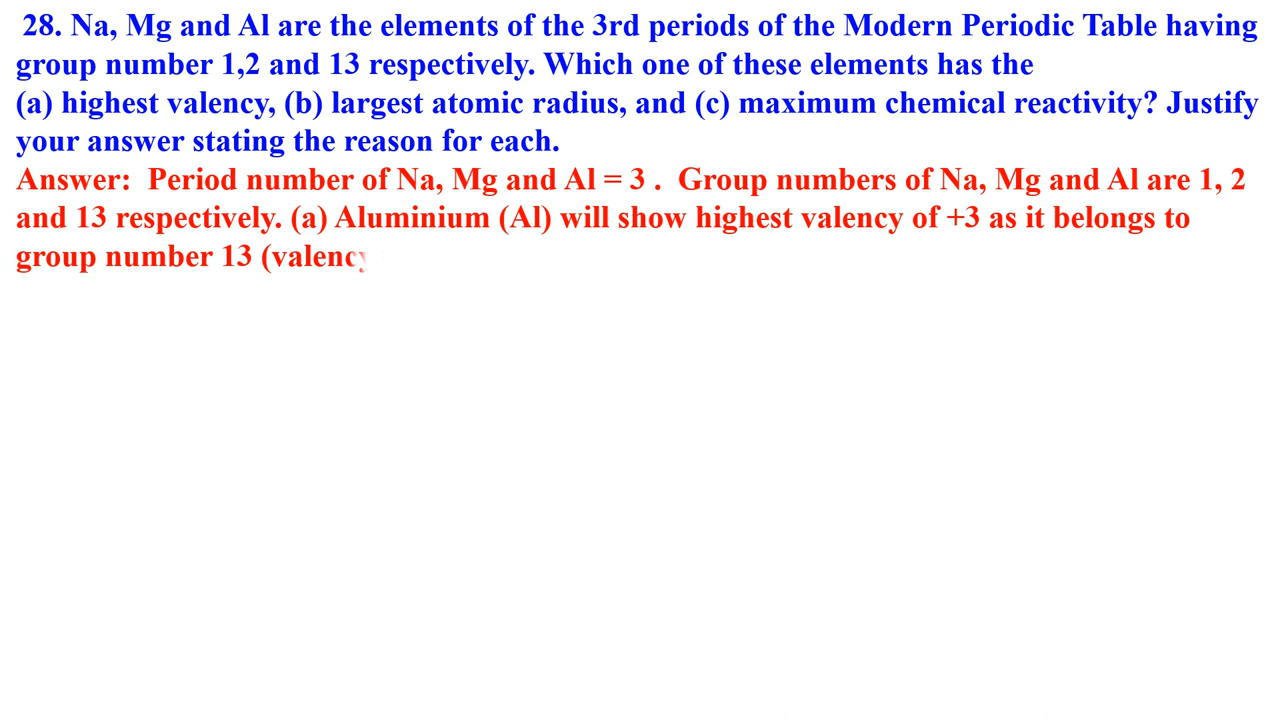 28. Na, Mg and Al are the elements of the 3rd periods of the Modern Periodic Table having
group number 1,2 and 13 respectively. Which one of these elements has the
(a) highest valency, (b) largest atomic radius, and (c) maximum chemical reactivity? Justify
your answer stating the reason for each.
Answer: Period number of Na, Mg and Al = 3 . Group numbers of Na, Mg and Al are 1, 2
and 13 respectively. (a) Aluminium (Al) will show highest valency of +3 as it belongs to
group number 13 (valency